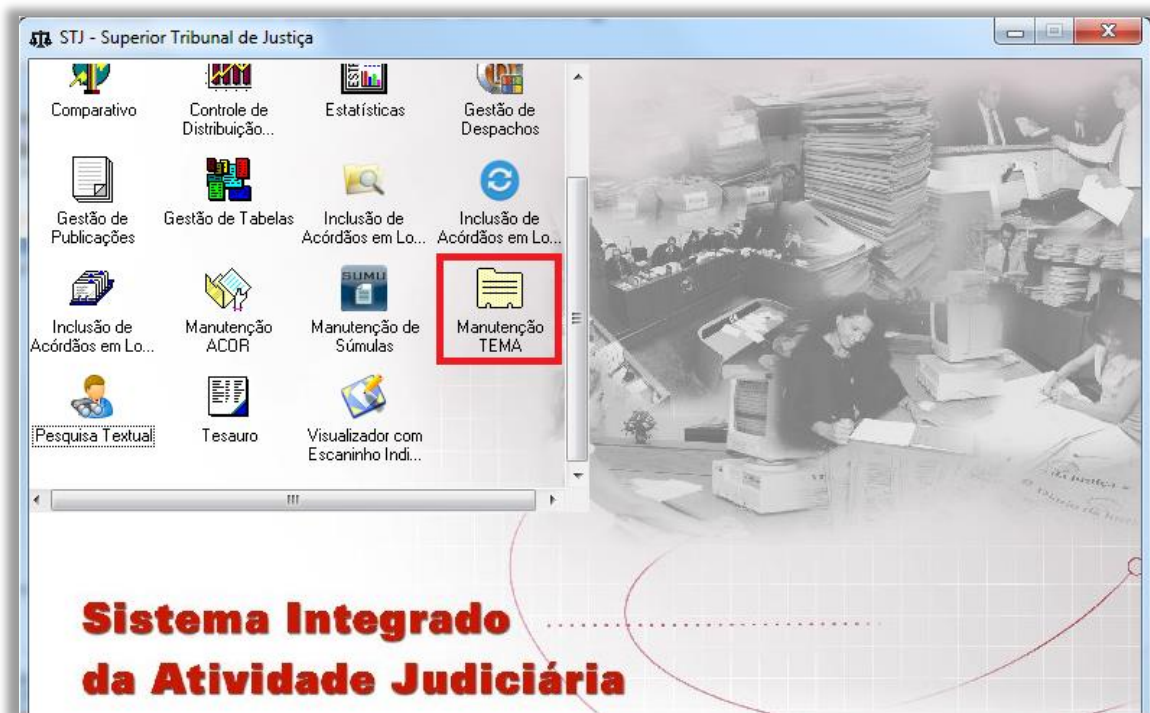 STJ - Superior Tribunal de Justiça
Comparativo
Controle de
Distribuição...
Estatísticas
Gestão de
Despachos
Gestão de
Publicações
Gestão de Tabelas
Inclusão de
Acórdãos em Lo...
Inclusão de
Acórdãos em Lo...
Inclusão de
Acórdãos em Lo...
Manutenção
ACOR
SUMU
Manutenção de
Súmulas
Manutenção
TEMA
Pesquisa Textual
Tesauro
Visualizador com
Escaninho Indi...
Sistema Integrado
da Atividade Judiciária